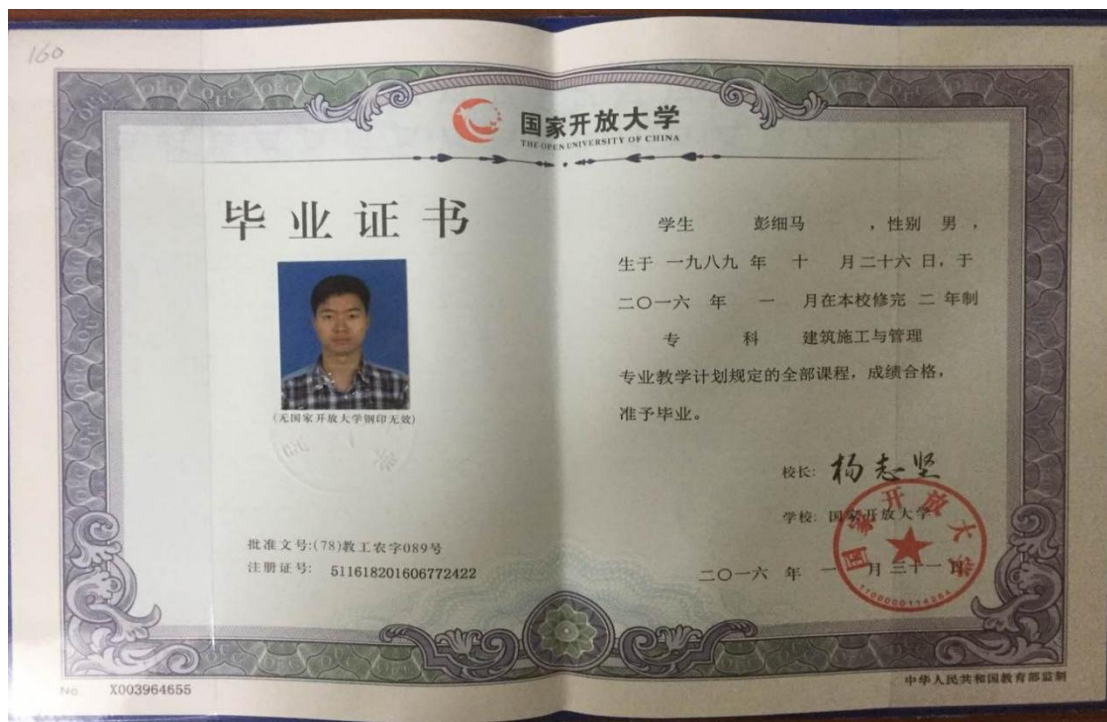 160
国家开放大学
THE OPEN UNIVERSITY OF CHINA
毕业证书
(无国家开放大学钢印无效)
批准文号:(78)教工农字089号
注册证号: 511618201606772422
学生 彭细马 ，性别 男 ，
生于 一九八九 年 十 月二十六 日，于
二〇一六 年 一 月在本校修完 二 年制
专 科 建筑施工与管理
专业教学计划规定的全部课程，成绩合格，
准予毕业。
校长: 杨志坚
学校: 国家开放大学
二〇一六 年 一 月 三十一 日
国家开放大学
No. X003964655
中华人民共和国教育部监制